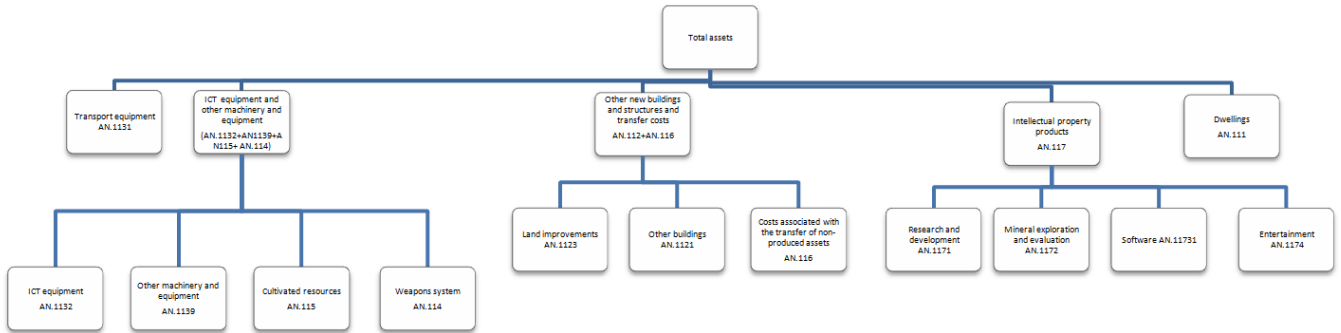 Total assets
Transport equipment
AN.1131
ICT equipment and
other machinery and
equipment
(AN.1132+AN1139+A
N115+ AN.114)
Other new buildings
and structures and
transfer costs
AN.112+AN.116
Intellectual property
products
AN.117
Dwellings
AN.111
Land improvements
AN.1123
Other buildings
AN.1121
Costs associated with
the transfer of non-
produced assets
AN.116
Research and
development
AN.1171
Mineral exploration
and evaluation
AN.1172
Software AN.11731
Entertainment
AN.1174
ICT equipment
AN.1132
Other machinery and
equipment
AN.1139
Cultivated resources
AN.115
Weapons system
AN.114